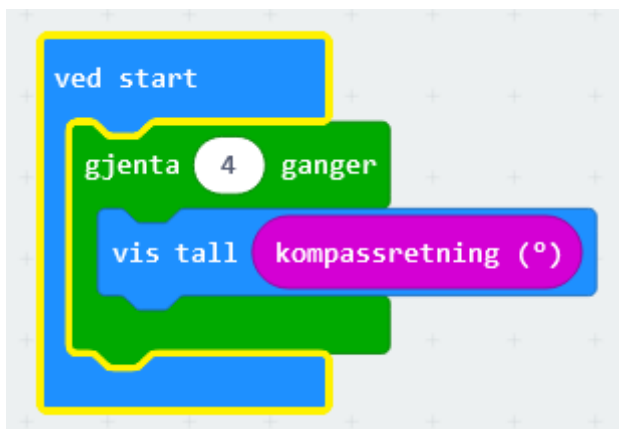 ved start
gjenta 4 ganger
vis tall kompassretning (°)